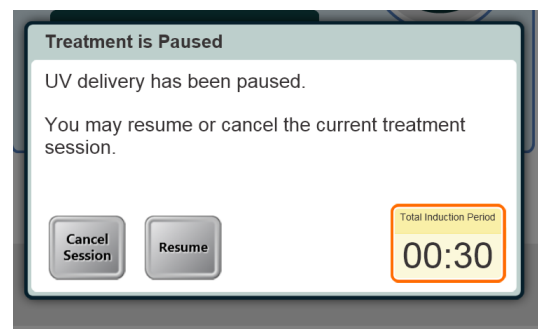 Treatment is Paused
UV delivery has been paused.
You may resume or cancel the current treatment
session.
Cancel
Session
Resume
Total Induction Period
00:30